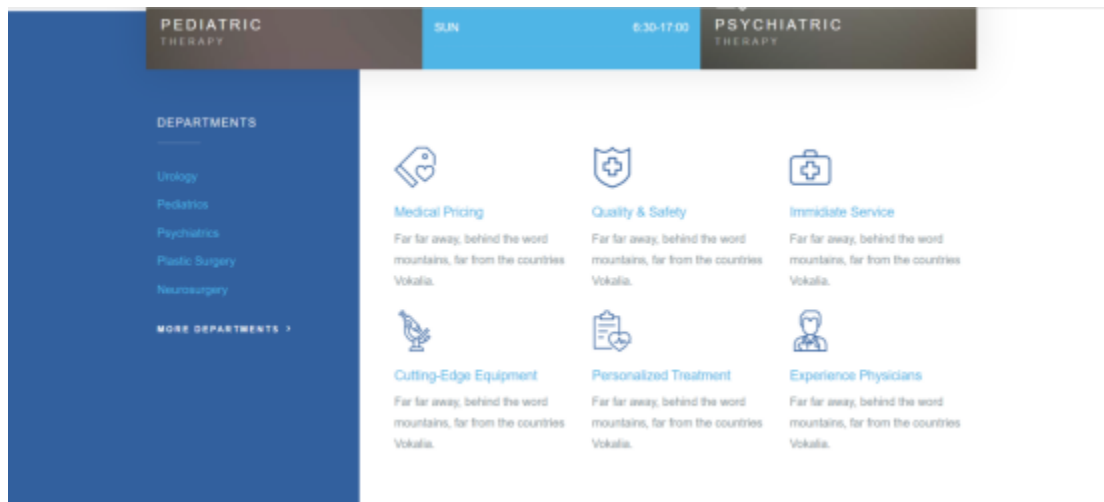 PEDIATRIC
THERAPY
SUN 6:30-17:00
PSYCHIATRIC
THERAPY
DEPARTMENTS
Urology
Pediatrics
Psychiatrics
Plastic Surgery
Neurosurgery
MORE DEPARTMENTS >
Medical Pricing
Far far away, behind the word
mountains, far from the countries
Vokalia.
Quality & Safety
Far far away, behind the word
mountains, far from the countries
Vokalia.
Immidiate Service
Far far away, behind the word
mountains, far from the countries
Vokalia.
Cutting-Edge Equipment
Far far away, behind the word
mountains, far from the countries
Vokalia.
Personalized Treatment
Far far away, behind the word
mountains, far from the countries
Vokalia.
Experience Physicians
Far far away, behind the word
mountains, far from the countries
Vokalia.